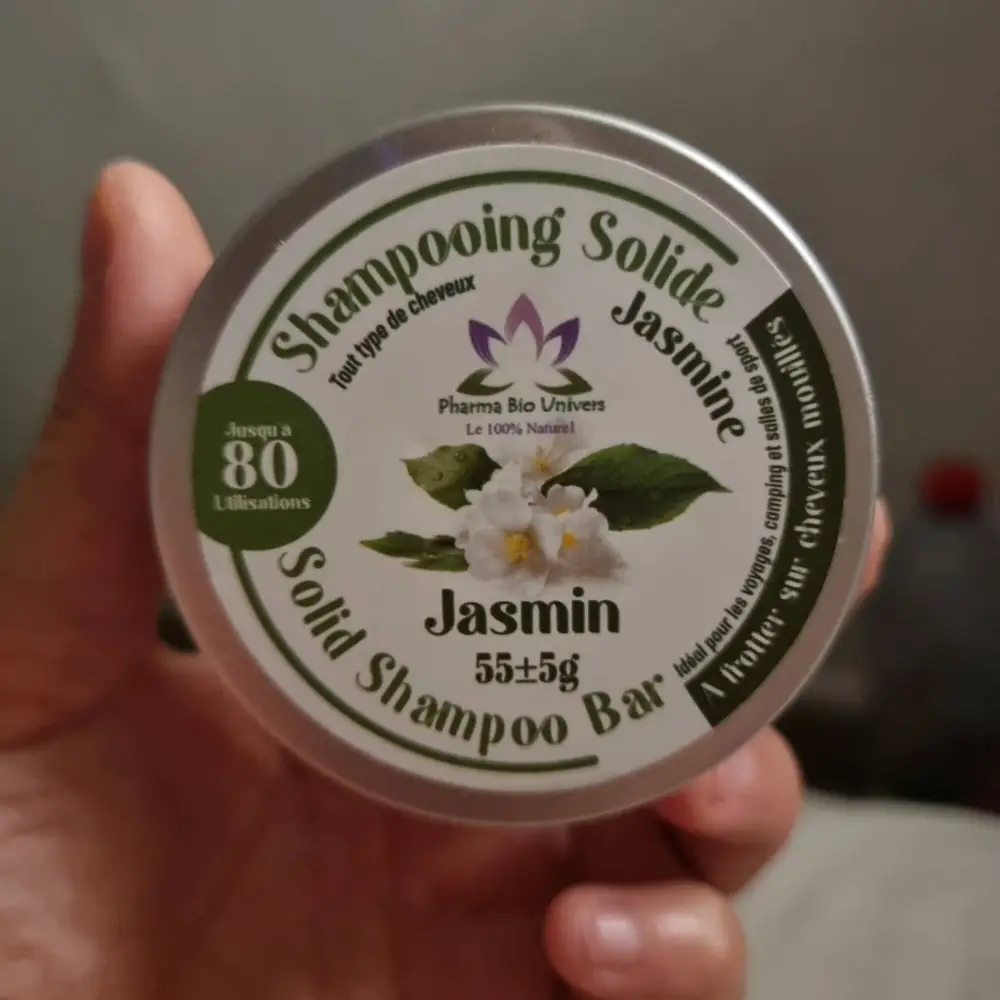 Shampooing Solide
Tout type de cheveux
Jasmine
Pharma Bio Univers
Le 100% Naturel
Jusqu a
80
Utilisations
Jasmin
55±5g
Solid Shampoo Bar
Idéal pour les voyages, camping et salles de sport
A frotter sur cheveux mouillés